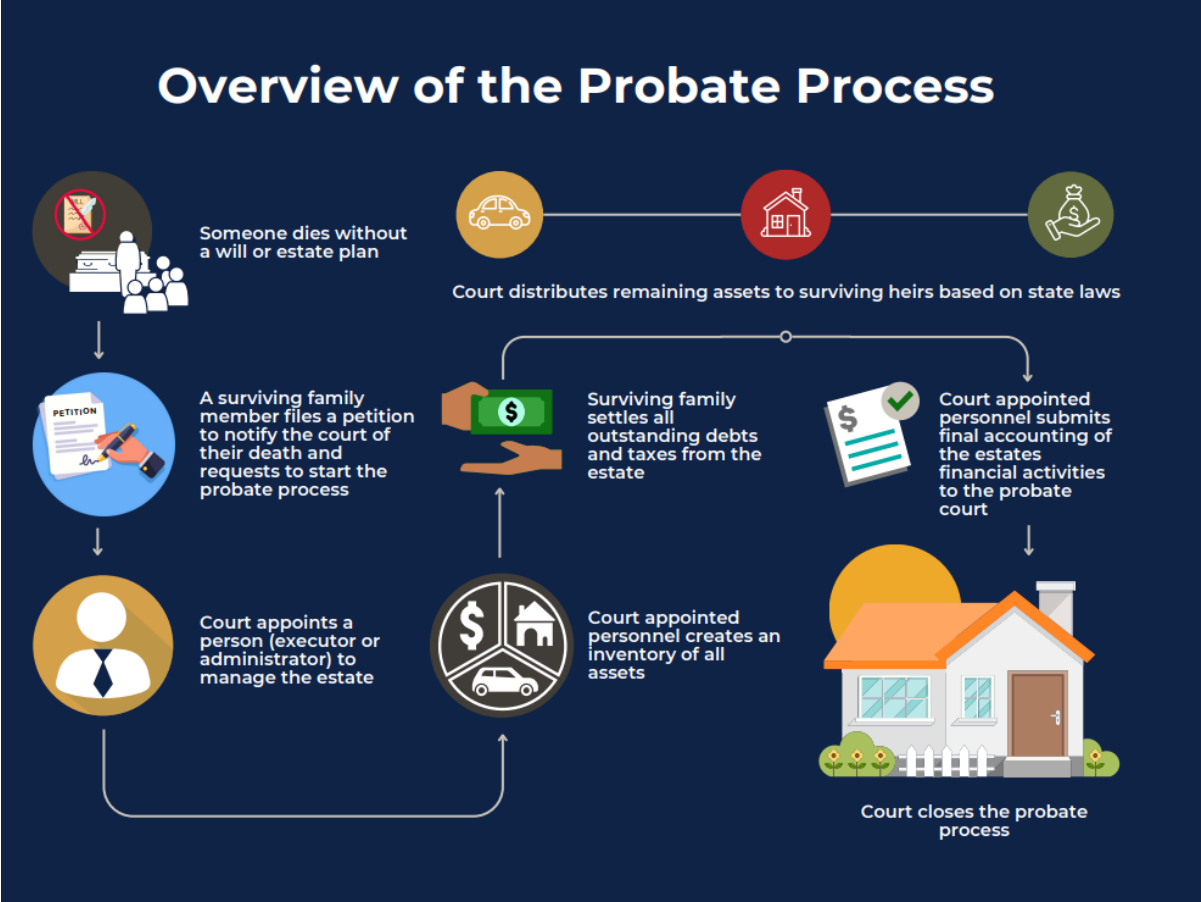 Overview of the Probate Process
WILL
Someone dies without
a will or estate plan
PETITION
A surviving family
member files a petition
to notify the court of
their death and
requests to start the
probate process
Court appoints a
person (executor or
administrator) to
manage the estate
$
Court appointed
personnel creates an
inventory of all
assets
$
Surviving family
settles all
outstanding debts
and taxes from the
estate
$
Court distributes remaining assets to surviving heirs based on state laws
$
Court appointed
personnel submits
final accounting of
the estates
financial activities
to the probate
court
Court closes the probate
process